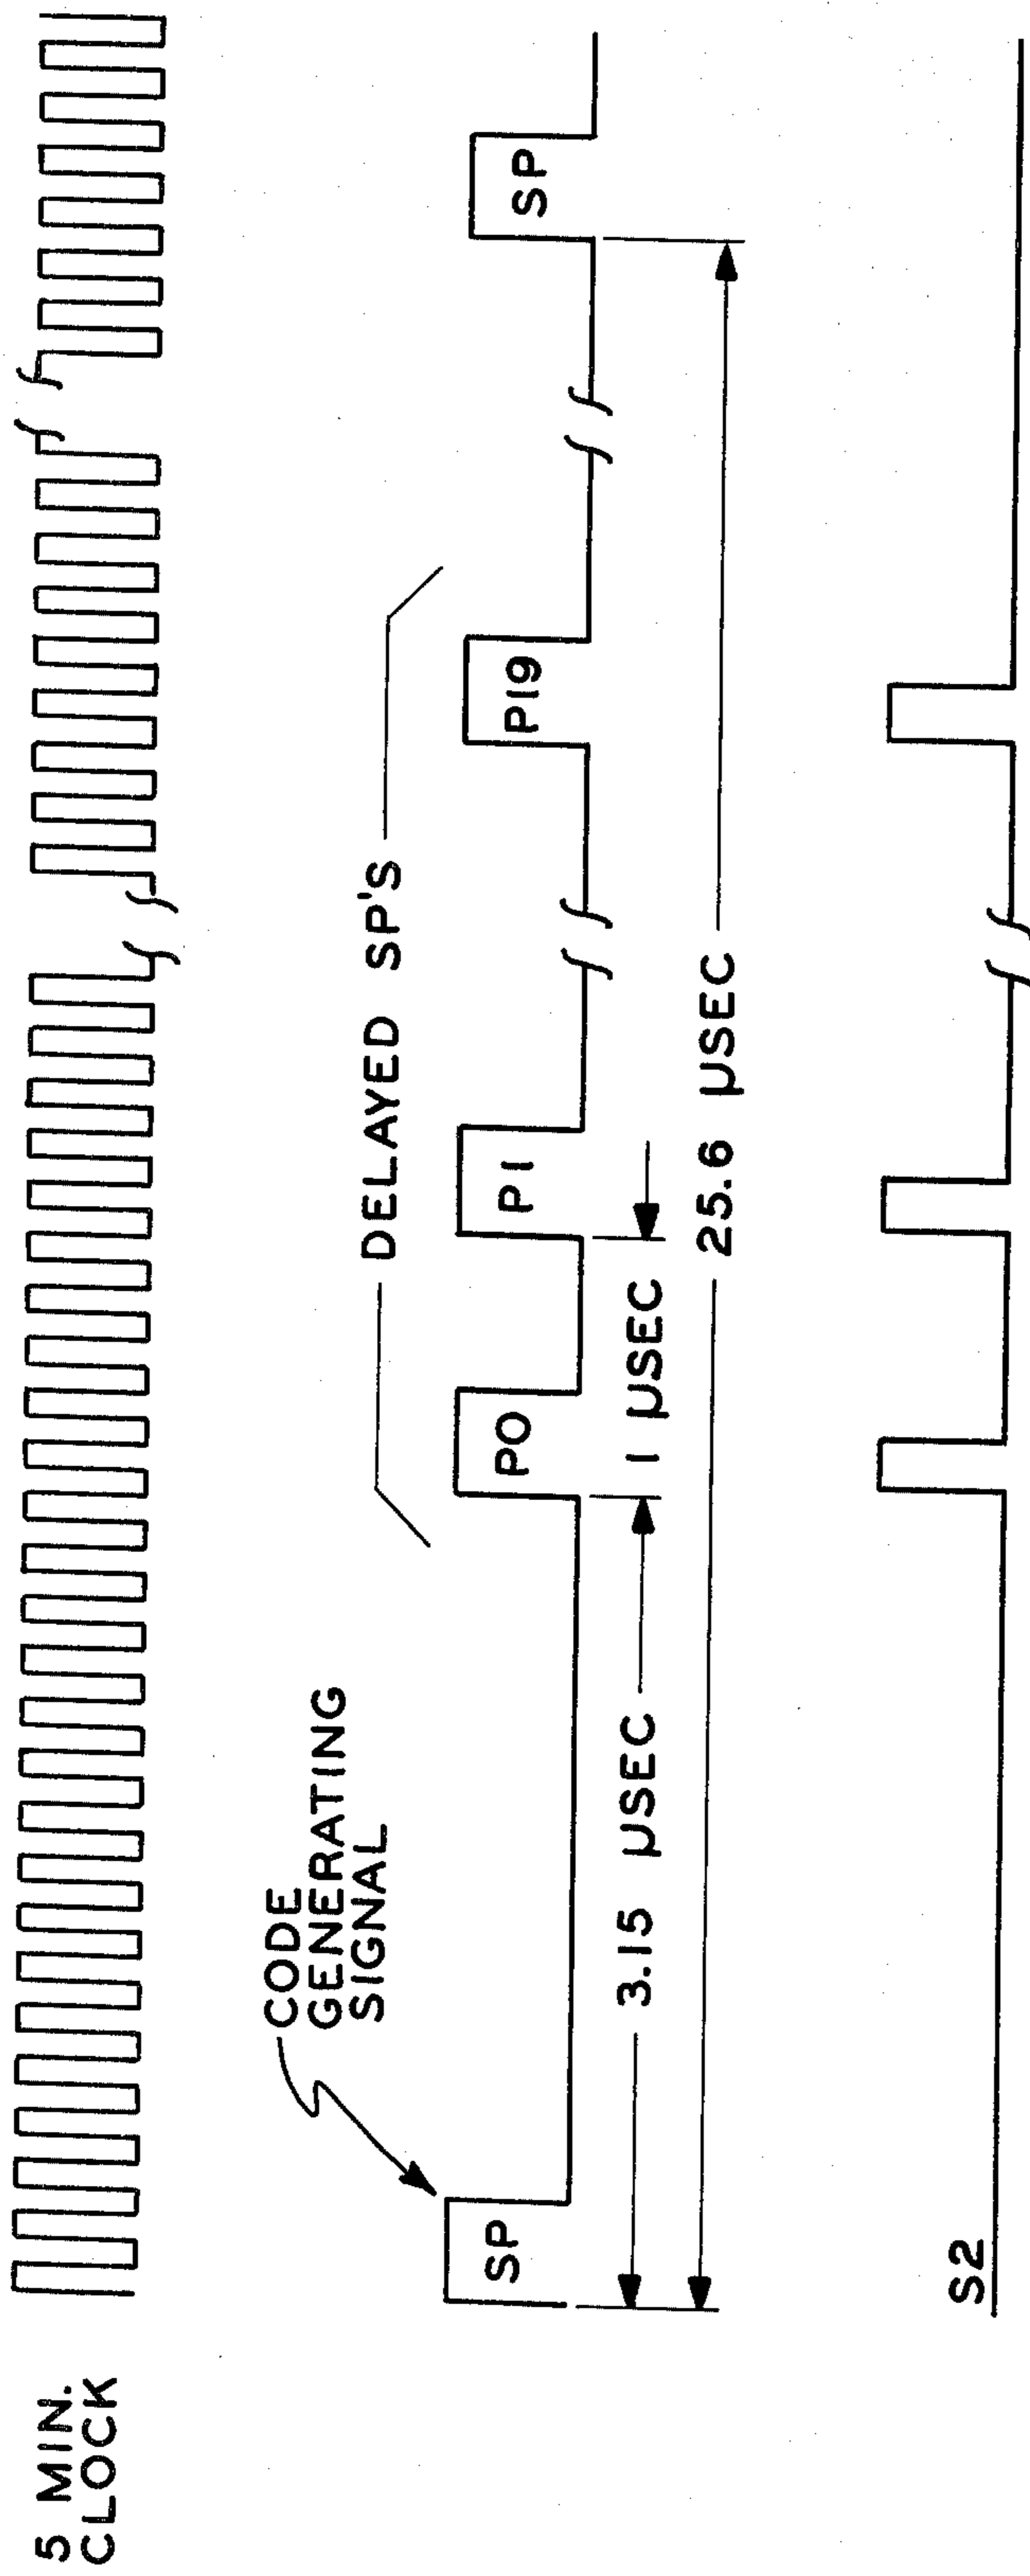 5 MIN.
CLOCK
CODE
GENERATING
SIGNAL
DELAYED SP'S
SP
PO
P1
P19
SP
3.15 µSEC
1 µSEC
25.6 µSEC
S2